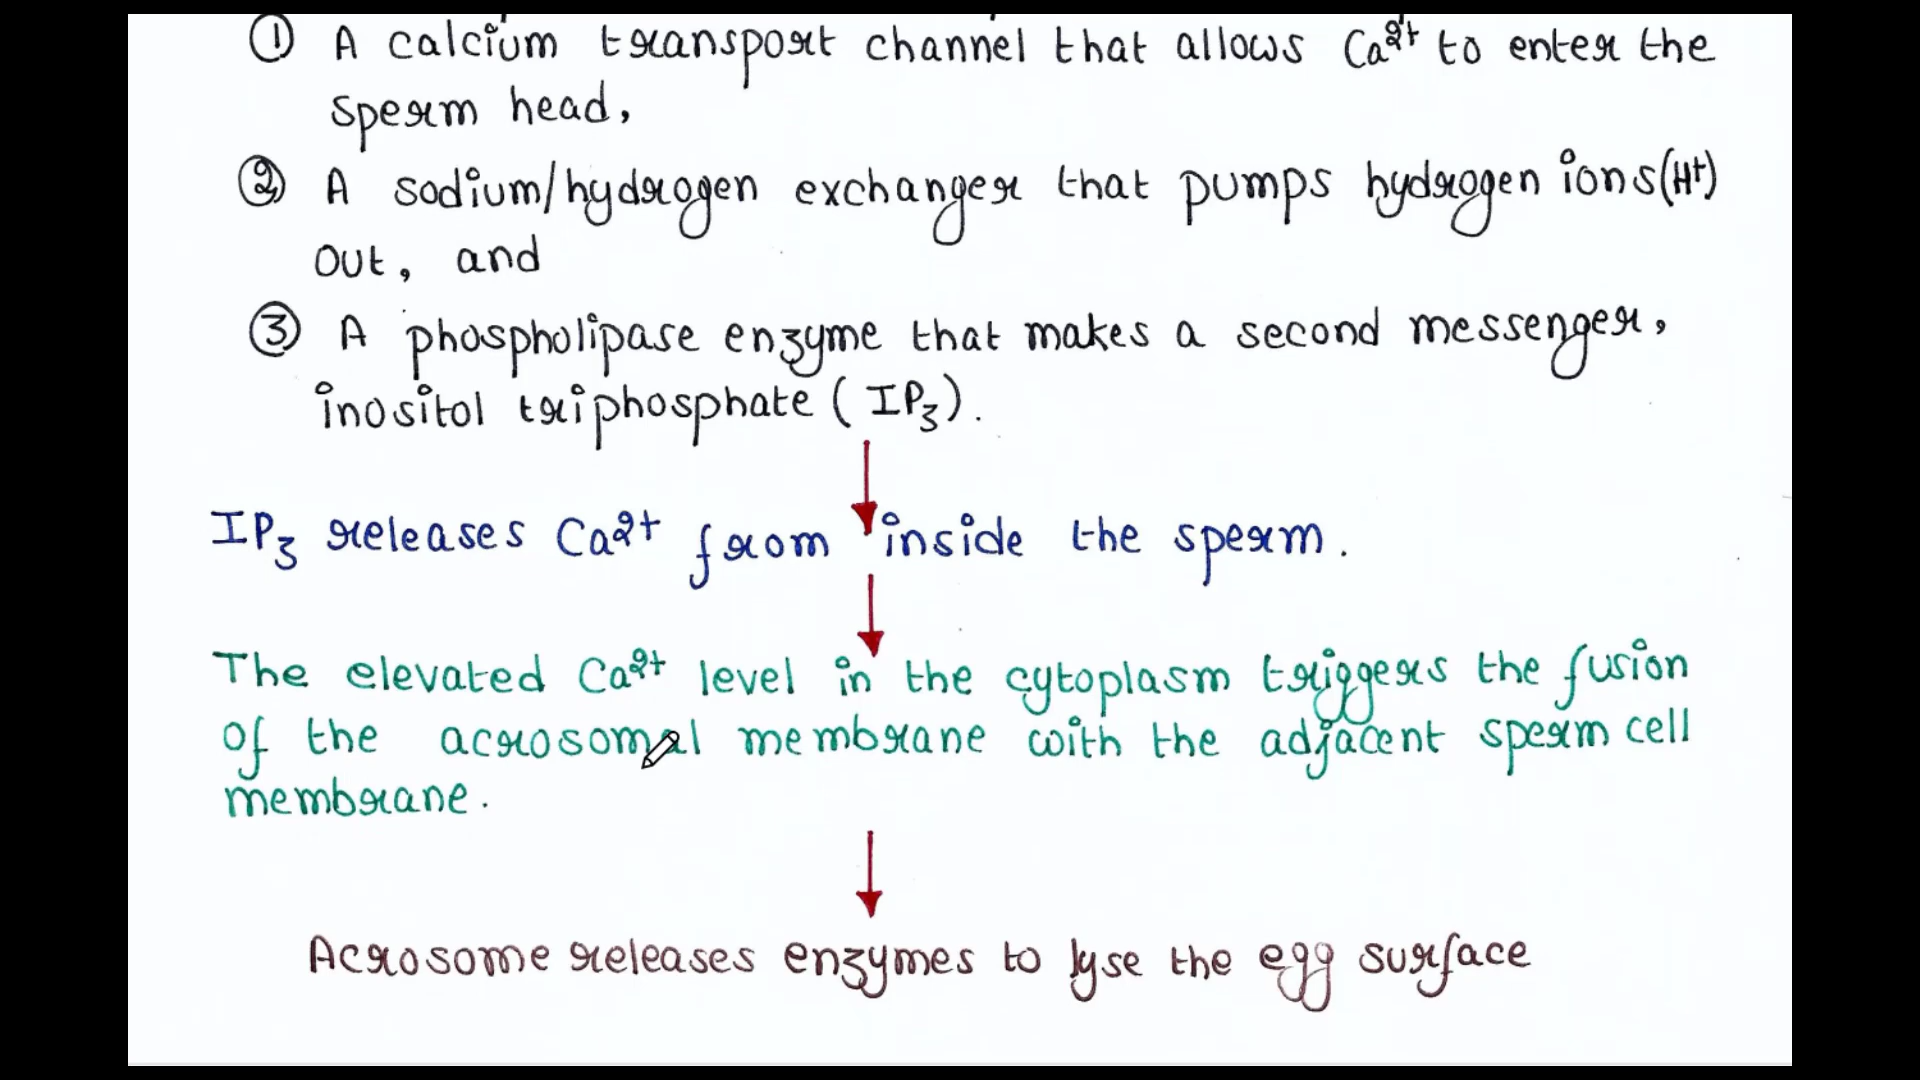 ① A calcium transport channel that allows Ca²⁺ to enter the
sperm head,
② A sodium/hydrogen exchanger that pumps hydrogen ions(H⁺)
out, and
③ A phospholipase enzyme that makes a second messenger,
inositol triphosphate (IP₃).
IP₃ releases Ca²⁺ from inside the sperm.
The elevated Ca²⁺ level in the cytoplasm triggers the fusion
of the acrosomal membrane with the adjacent sperm cell
membrane.
Acrosome releases enzymes to lyse the egg surface